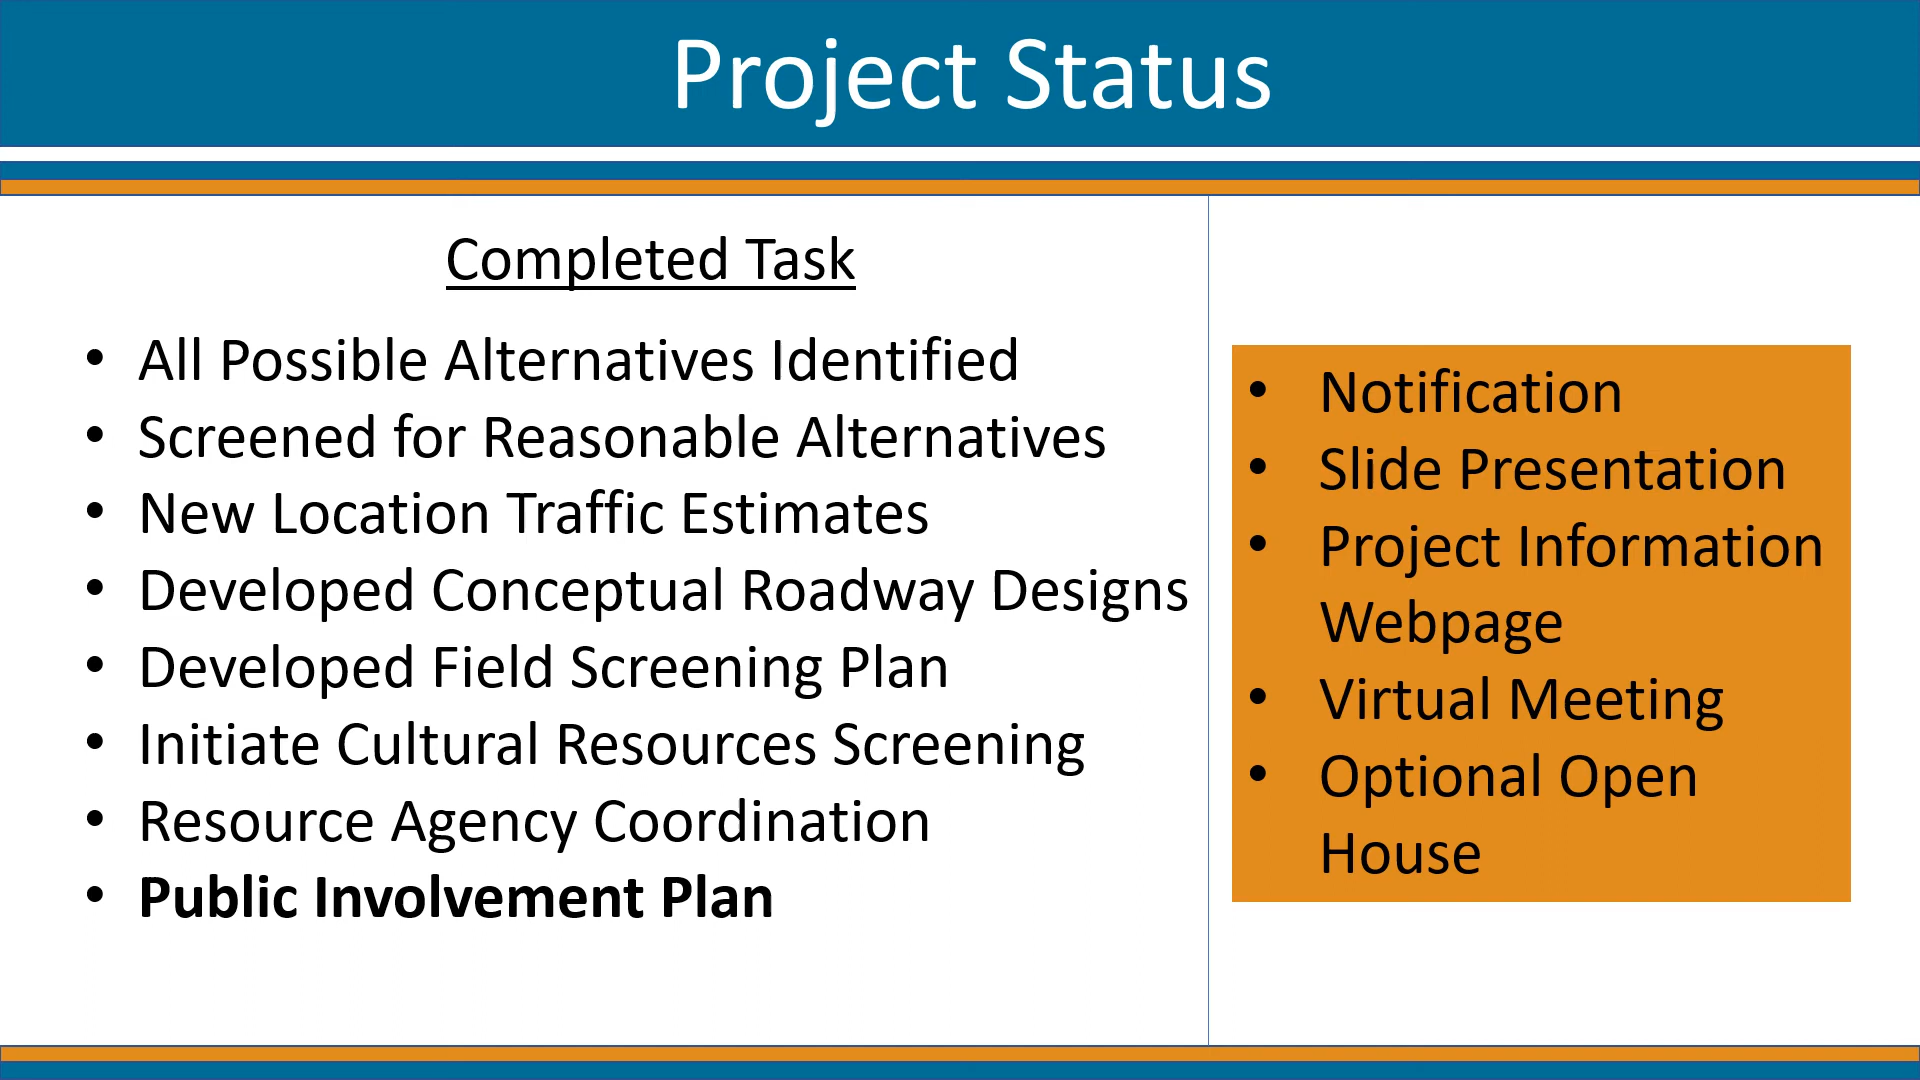 Project Status
Completed Task
• All Possible Alternatives Identified
• Screened for Reasonable Alternatives
• New Location Traffic Estimates
• Developed Conceptual Roadway Designs
• Developed Field Screening Plan
• Initiate Cultural Resources Screening
• Resource Agency Coordination
• Public Involvement Plan
• Notification
• Slide Presentation
• Project Information
Webpage
• Virtual Meeting
• Optional Open
House